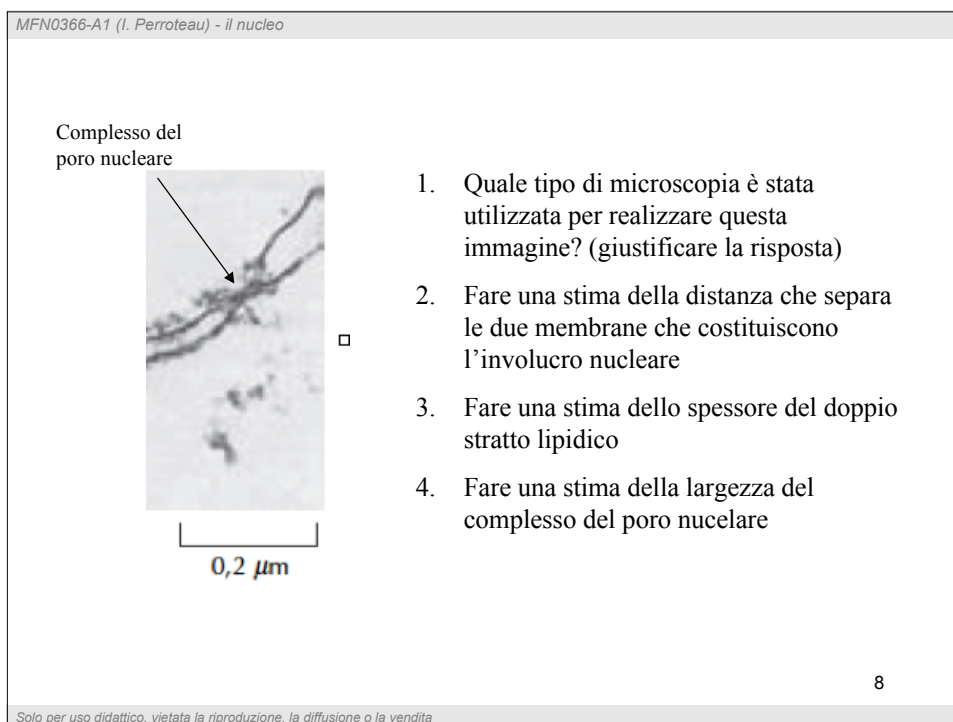 MFN0366-A1 (I. Perroteau) - il nucleo
Complesso del
poro nucleare
1. Quale tipo di microscopia è stata
utilizzata per realizzare questa
immagine? (giustificare la risposta)
2. Fare una stima della distanza che separa
le due membrane che costituiscono
l’involucro nucleare
3. Fare una stima dello spessore del doppio
stratto lipidico
4. Fare una stima della largezza del
complesso del poro nucelare
0,2 μm
8
Solo per uso didattico, vietata la riproduzione, la diffusione o la vendita